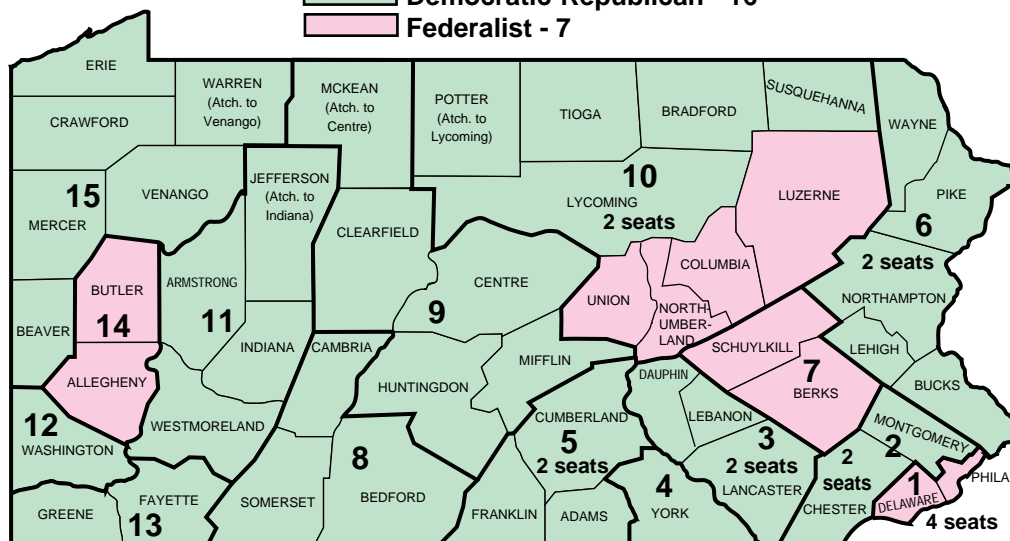 Federalist - 7
ERIE
WARREN
(Atch. to
Venango)
MCKEAN
(Atch. to
Centre)
POTTER
(Atch. to
Lycoming)
TIOGA
BRADFORD
SUSQUEHANNA
WAYNE
CRAWFORD
15
VENANGO
JEFFERSON
(Atch. to
Indiana)
10
LYCOMING
2 seats
LUZERNE
PIKE
6
2 seats
MERCER
CLEARFIELD
COLUMBIA
CENTRE
BUTLER
14
ARMSTRONG
11
9
UNION
NORTH-
UMBER-
LAND
NORTHAMPTON
BEAVER
INDIANA
CAMBRIA
SCHUYLKILL
LEHIGH
MIFFLIN
7
BERKS
ALLEGHENY
HUNTINGDON
DAUPHIN
BUCKS
12
WASHINGTON
WESTMORELAND
CUMBERLAND
5
2 seats
LEBANON
3
2 seats
LANCASTER
MONTGOMERY
2
2
seats
8
4
YORK
1
PHILA
DELAWARE
4 seats
CHESTER
GREENE
FAYETTE
13
SOMERSET
BEDFORD
FRANKLIN
ADAMS